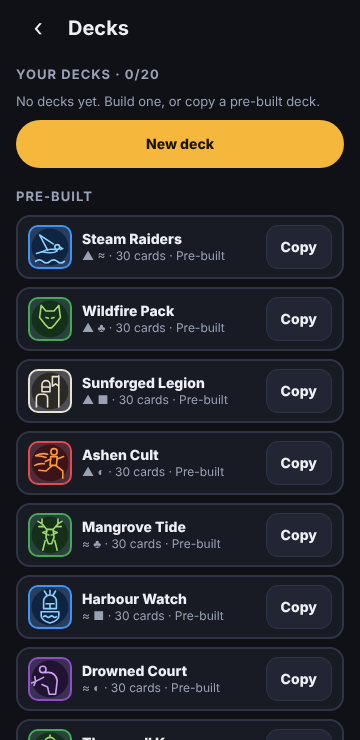 Decks
YOUR DECKS · 0/20
No decks yet. Build one, or copy a pre-built deck.
New deck
PRE-BUILT
Steam Raiders
▲ ≈ · 30 cards · Pre-built
Copy
Wildfire Pack
▲ ♣ · 30 cards · Pre-built
Copy
Sunforged Legion
▲ ■ · 30 cards · Pre-built
Copy
Ashen Cult
▲ ◖ · 30 cards · Pre-built
Copy
Mangrove Tide
≈ ♣ · 30 cards · Pre-built
Copy
Harbour Watch
≈ ■ · 30 cards · Pre-built
Copy
Drowned Court
≈ ◖ · 30 cards · Pre-built
Copy